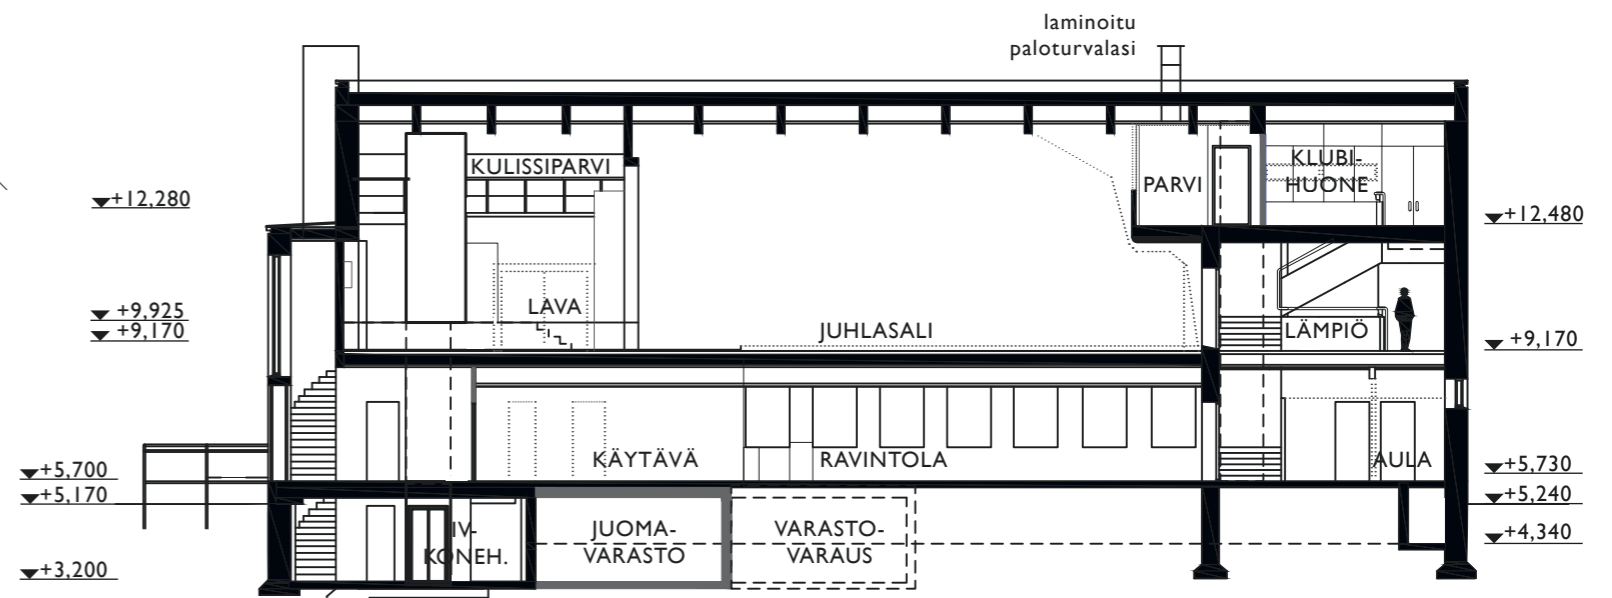 laminoitu
paloturvalasi
KULISSIPARVI
PARVI
KLUBI-
HUONE
+12,280
+12,480
LAVA
JUHLASALI
LÄMPIÖ
+9,925
+9,170
+9,170
KÄYTÄVÄ
RAVINTOLA
AULA
+5,700
+5,170
+5,730
+5,240
+4,340
IV-
KONEH.
JUOMA-
VARASTO
VARASTO-
VARAUS
+3,200